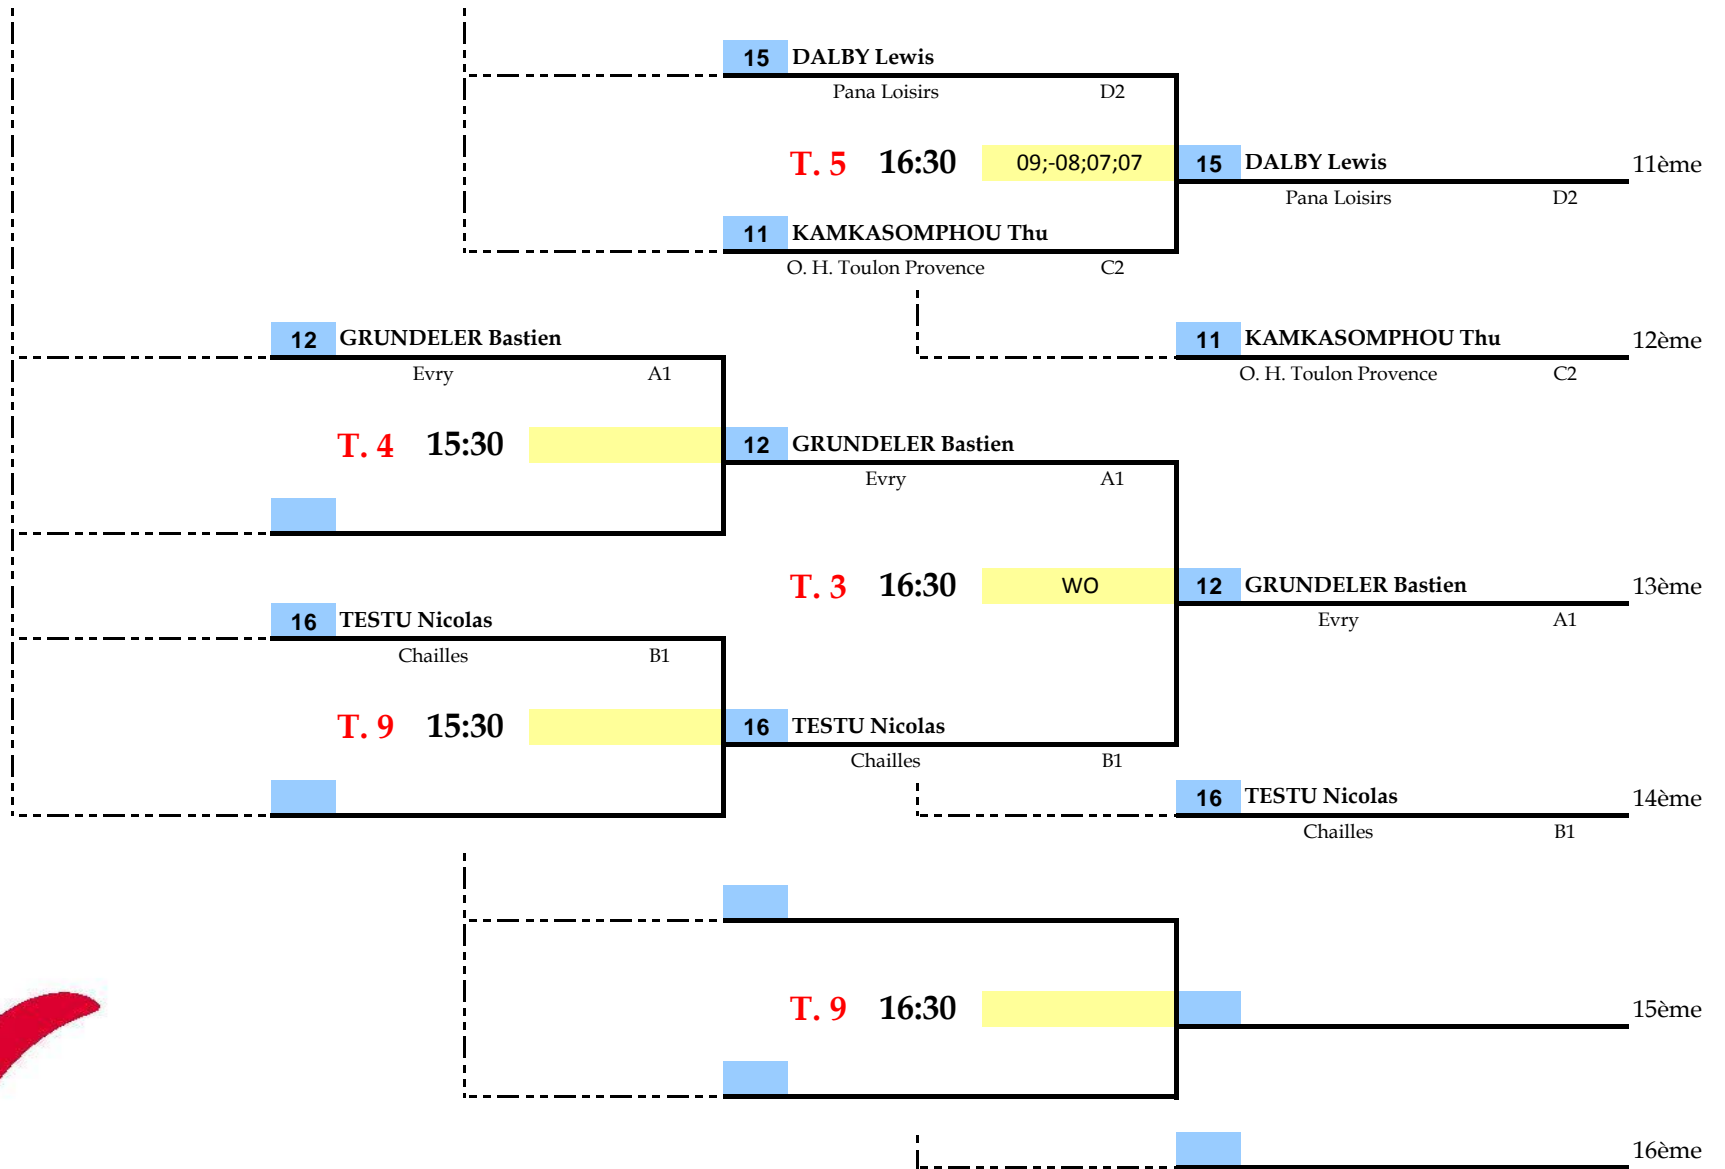 15 DALBY Lewis
Pana Loisirs D2
T. 5 16:30 09;-08;07;07 15 DALBY Lewis 11ème
Pana Loisirs D2
11 KAMKASOMPHOU Thu
O. H. Toulon Provence C2
12 GRUNDELER Bastien 11 KAMKASOMPHOU Thu 12ème
Evry A1 O. H. Toulon Provence C2
T. 4 15:30 12 GRUNDELER Bastien
Evry A1
T. 3 16:30 WO 12 GRUNDELER Bastien 13ème
16 TESTU Nicolas Evry A1
Chailles B1
T. 9 15:30 16 TESTU Nicolas
Chailles B1
16 TESTU Nicolas 14ème
Chailles B1
T. 9 16:30 15ème
16ème